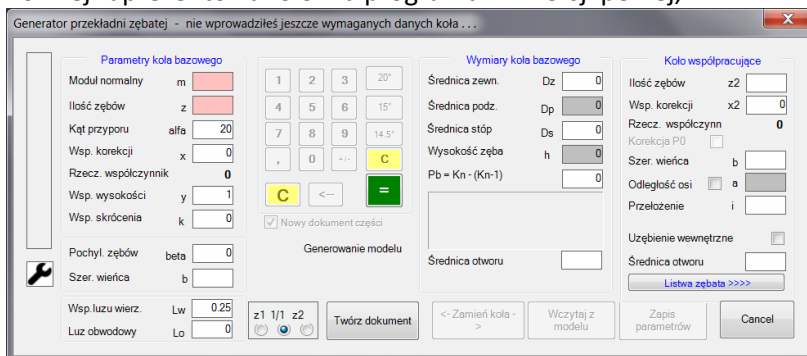 Generator przekładni zębatej - nie wprowadziłeś jeszcze wymaganych danych koła . . .
Parametry koła bazowego
Moduł normalny m
Ilość zębów z
Kąt przyporu alfa 20
Wsp. korekcji x 0
Rzecz. współczynnik 0
Wsp. wysokości y 1
Wsp. skrócenia k 0
Pochyl. zębów beta 0
Szer. wieńca b
Wsp.luzu wierz. Lw 0.25
Luz obwodowy Lo 0
1 2 3 20°
4 5 6 15°
7 8 9 14.5°
, 0 +/- C
C <-- =
Nowy dokument części
Generowanie modelu
z1 1/1 z2
Twórz dokument
Wymiary koła bazowego
Średnica zewn. Dz 0
Średnica podz. Dp 0
Średnica stóp Ds 0
Wysokość zęba h 0
Pb = Kn - (Kn-1) 0
Średnica otworu
<- Zamień koła -
>
Wczytaj z
modelu
Zapis
parametrów
Cancel
Koło współpracujące
Ilość zębów z2
Wsp. korekcji x2 0
Rzecz. współczynn 0
Korekcja P0
Szer. wieńca b
Odległość osi a
Przełożenie i
Uzębienie wewnętrzne
Średnica otworu
Listwa zębata >>>>